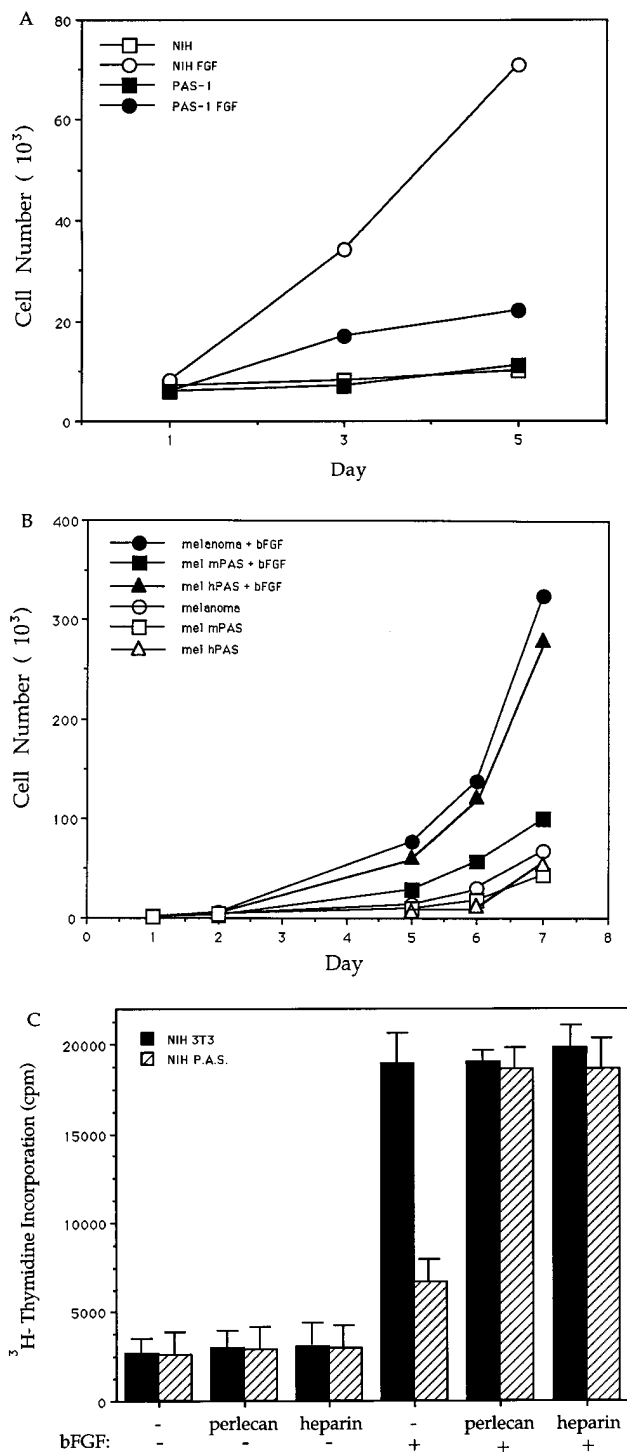 A
NIH
NIH FGF
PAS-1
PAS-1 FGF
80
60
40
20
0
Cell Number ( 10³)
1 3 5
Day
B
melanoma + bFGF
mel mPAS + bFGF
mel hPAS + bFGF
melanoma
mel mPAS
mel hPAS
400
300
200
100
0
Cell Number ( 10³)
0 1 2 3 4 5 6 7 8
Day
C
NIH 3T3
NIH P.A.S.
20000
15000
10000
5000
0
³H- Thymidine Incorporation (cpm)
- perlecan heparin - perlecan heparin
bFGF: - - - + + +